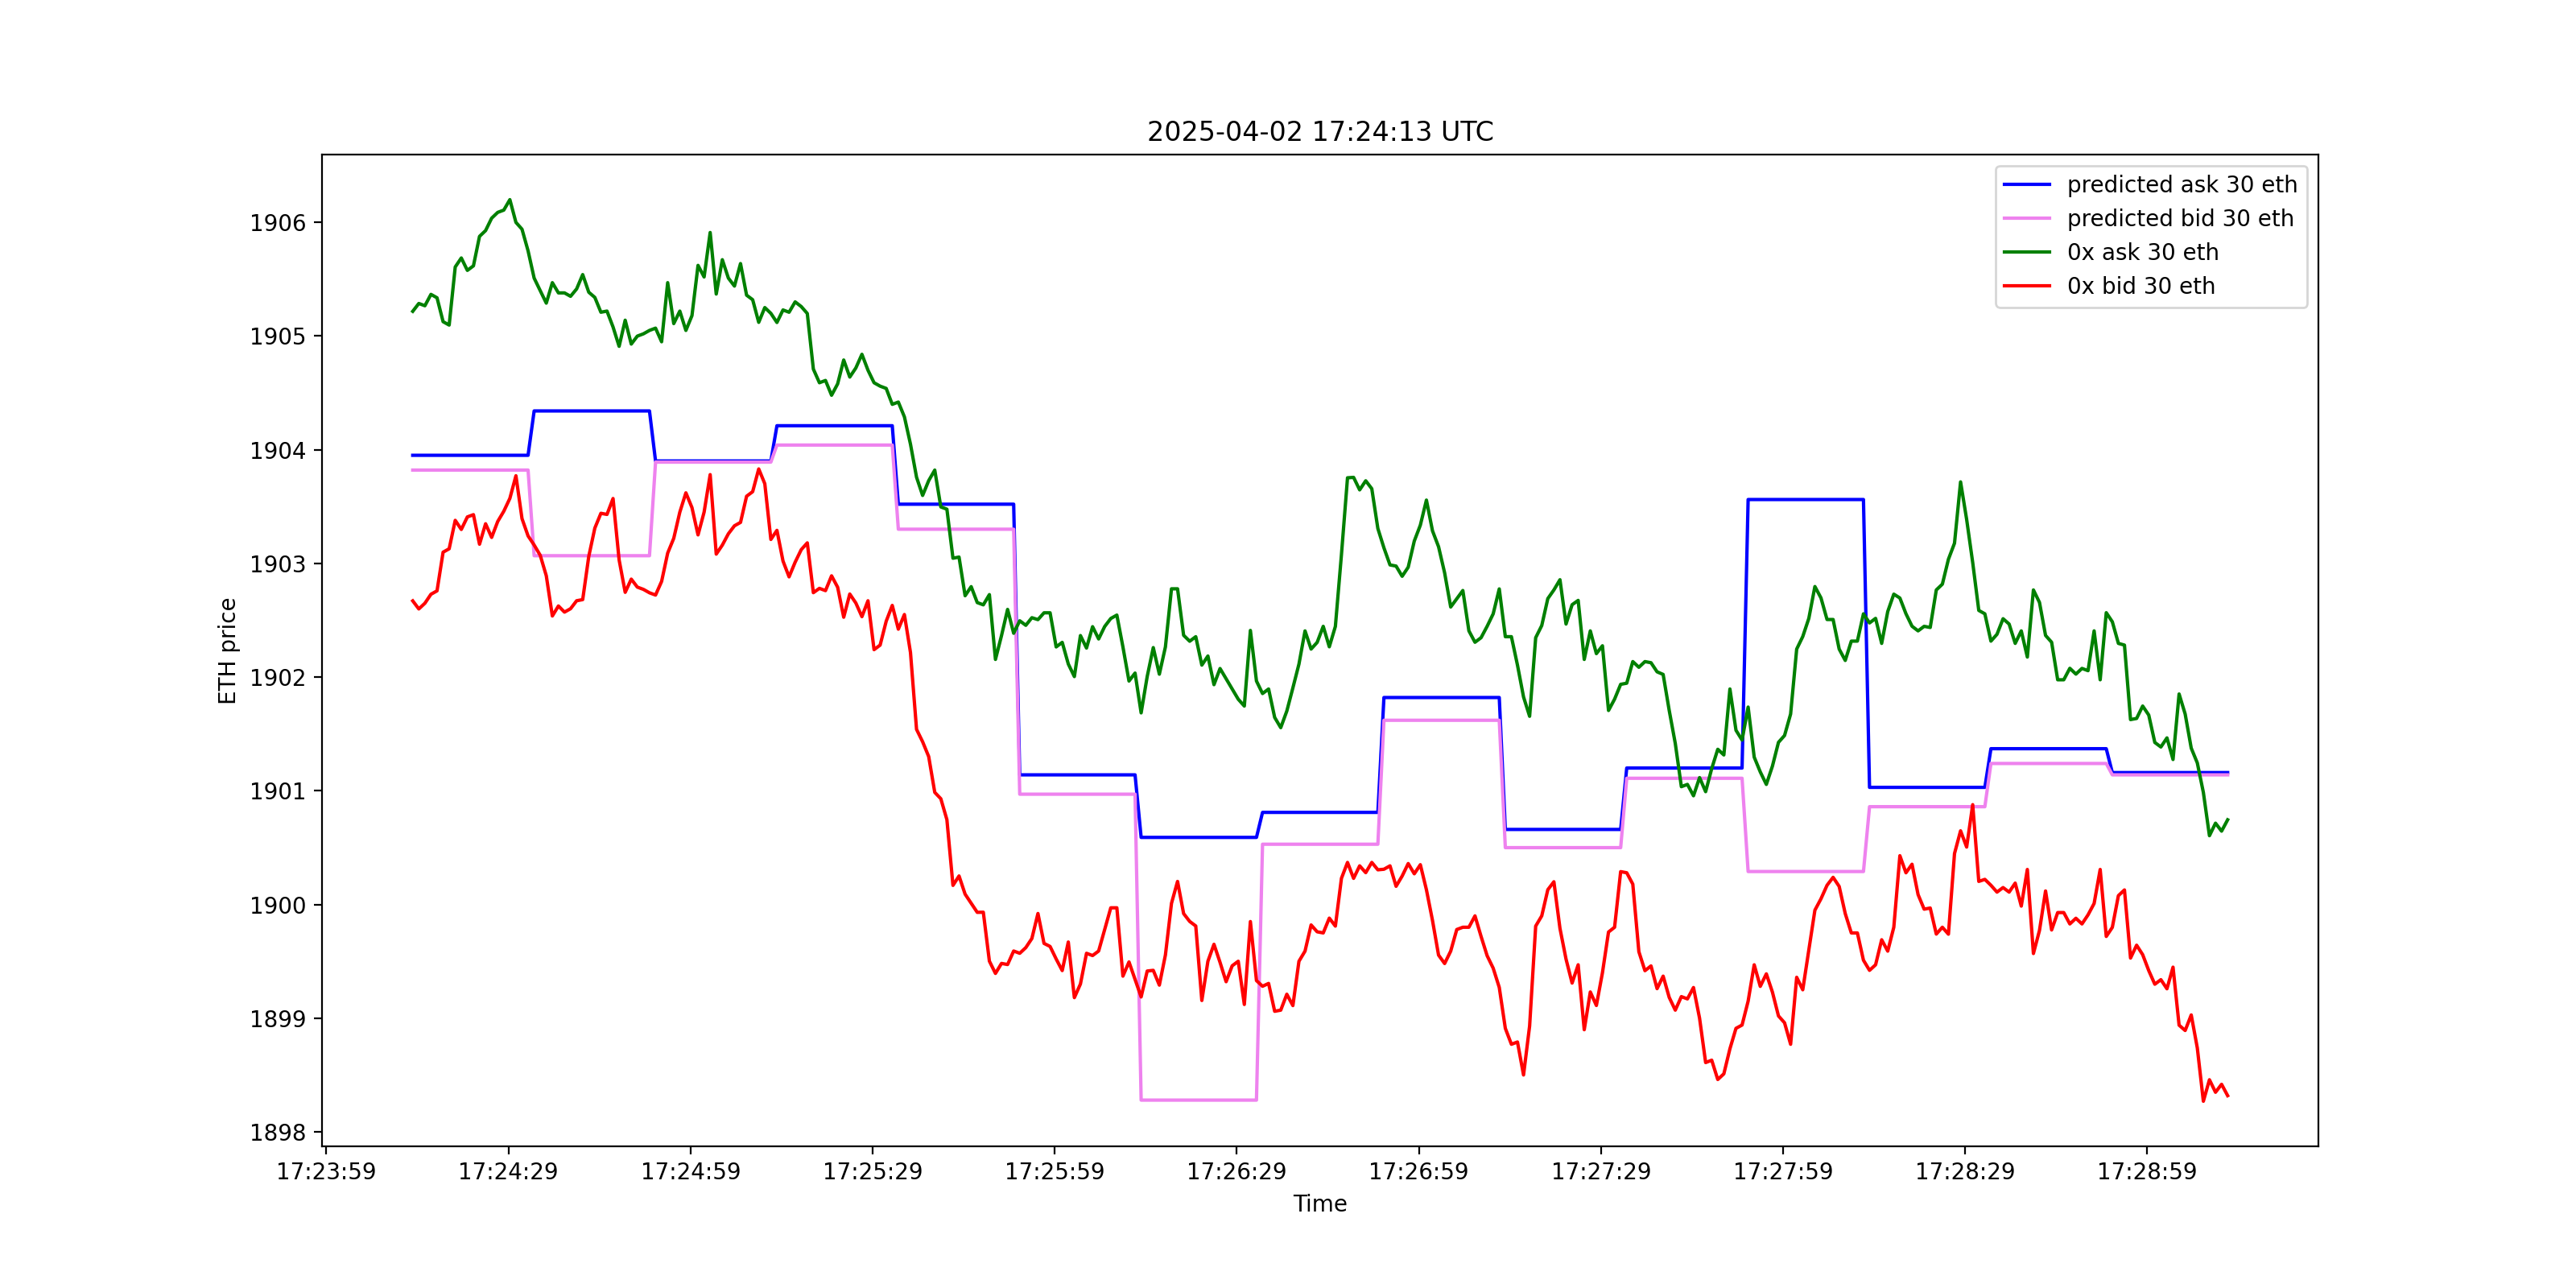 2025-04-02 17:24:13 UTC
predicted ask 30 eth
predicted bid 30 eth
0x ask 30 eth
0x bid 30 eth
1906
1905
1904
1903
1902
1901
1900
1899
1898
ETH price
17:23:59 17:24:29 17:24:59 17:25:29 17:25:59 17:26:29 17:26:59 17:27:29 17:27:59 17:28:29 17:28:59
Time